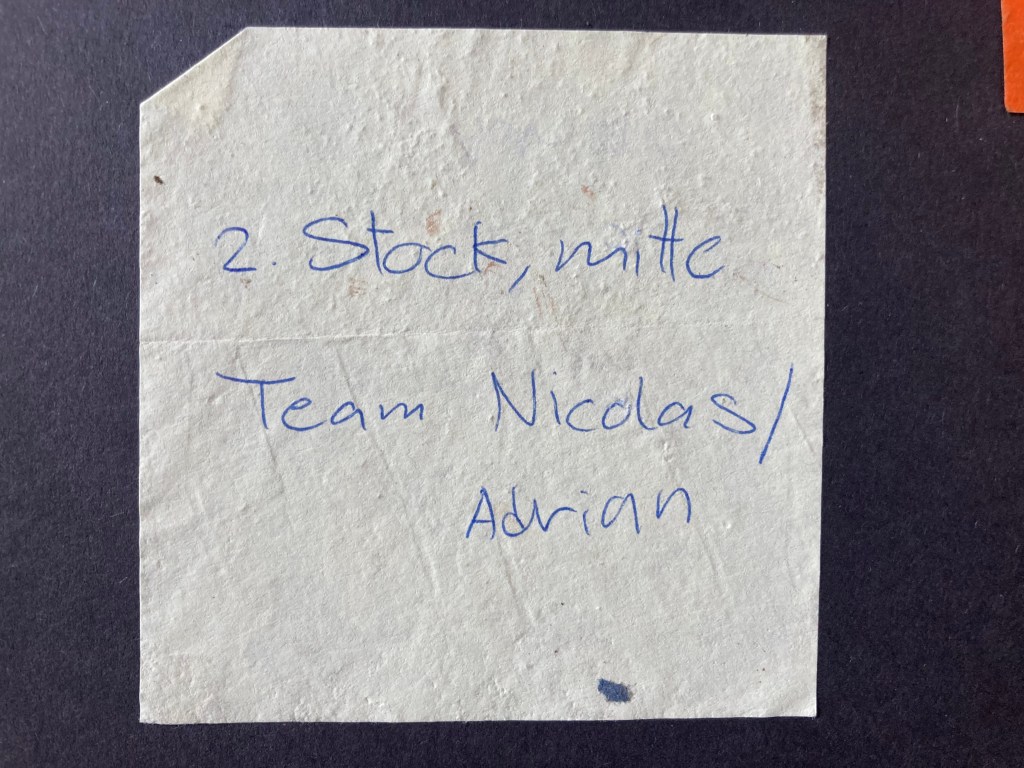 2. Stock, mitte
Team Nicolas/
Adrian